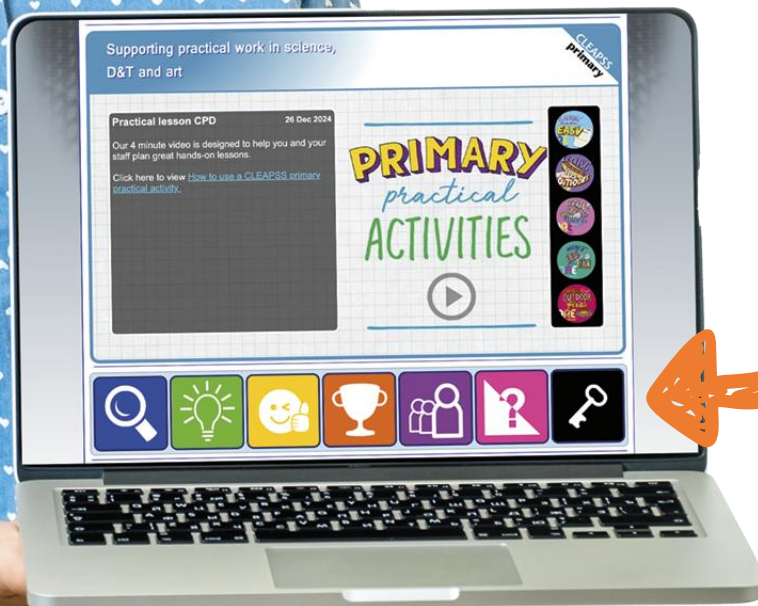 Supporting practical work in science,
D&T and art
CLEAPSS
primary
Practical lesson CPD 26 Dec 2024
Our 4 minute video is designed to help you and your
staff plan great hands-on lessons.
Click here to view How to use a CLEAPSS primary
practical activity
PRIMARY
practical
ACTIVITIES
EASY
OUTDOOR